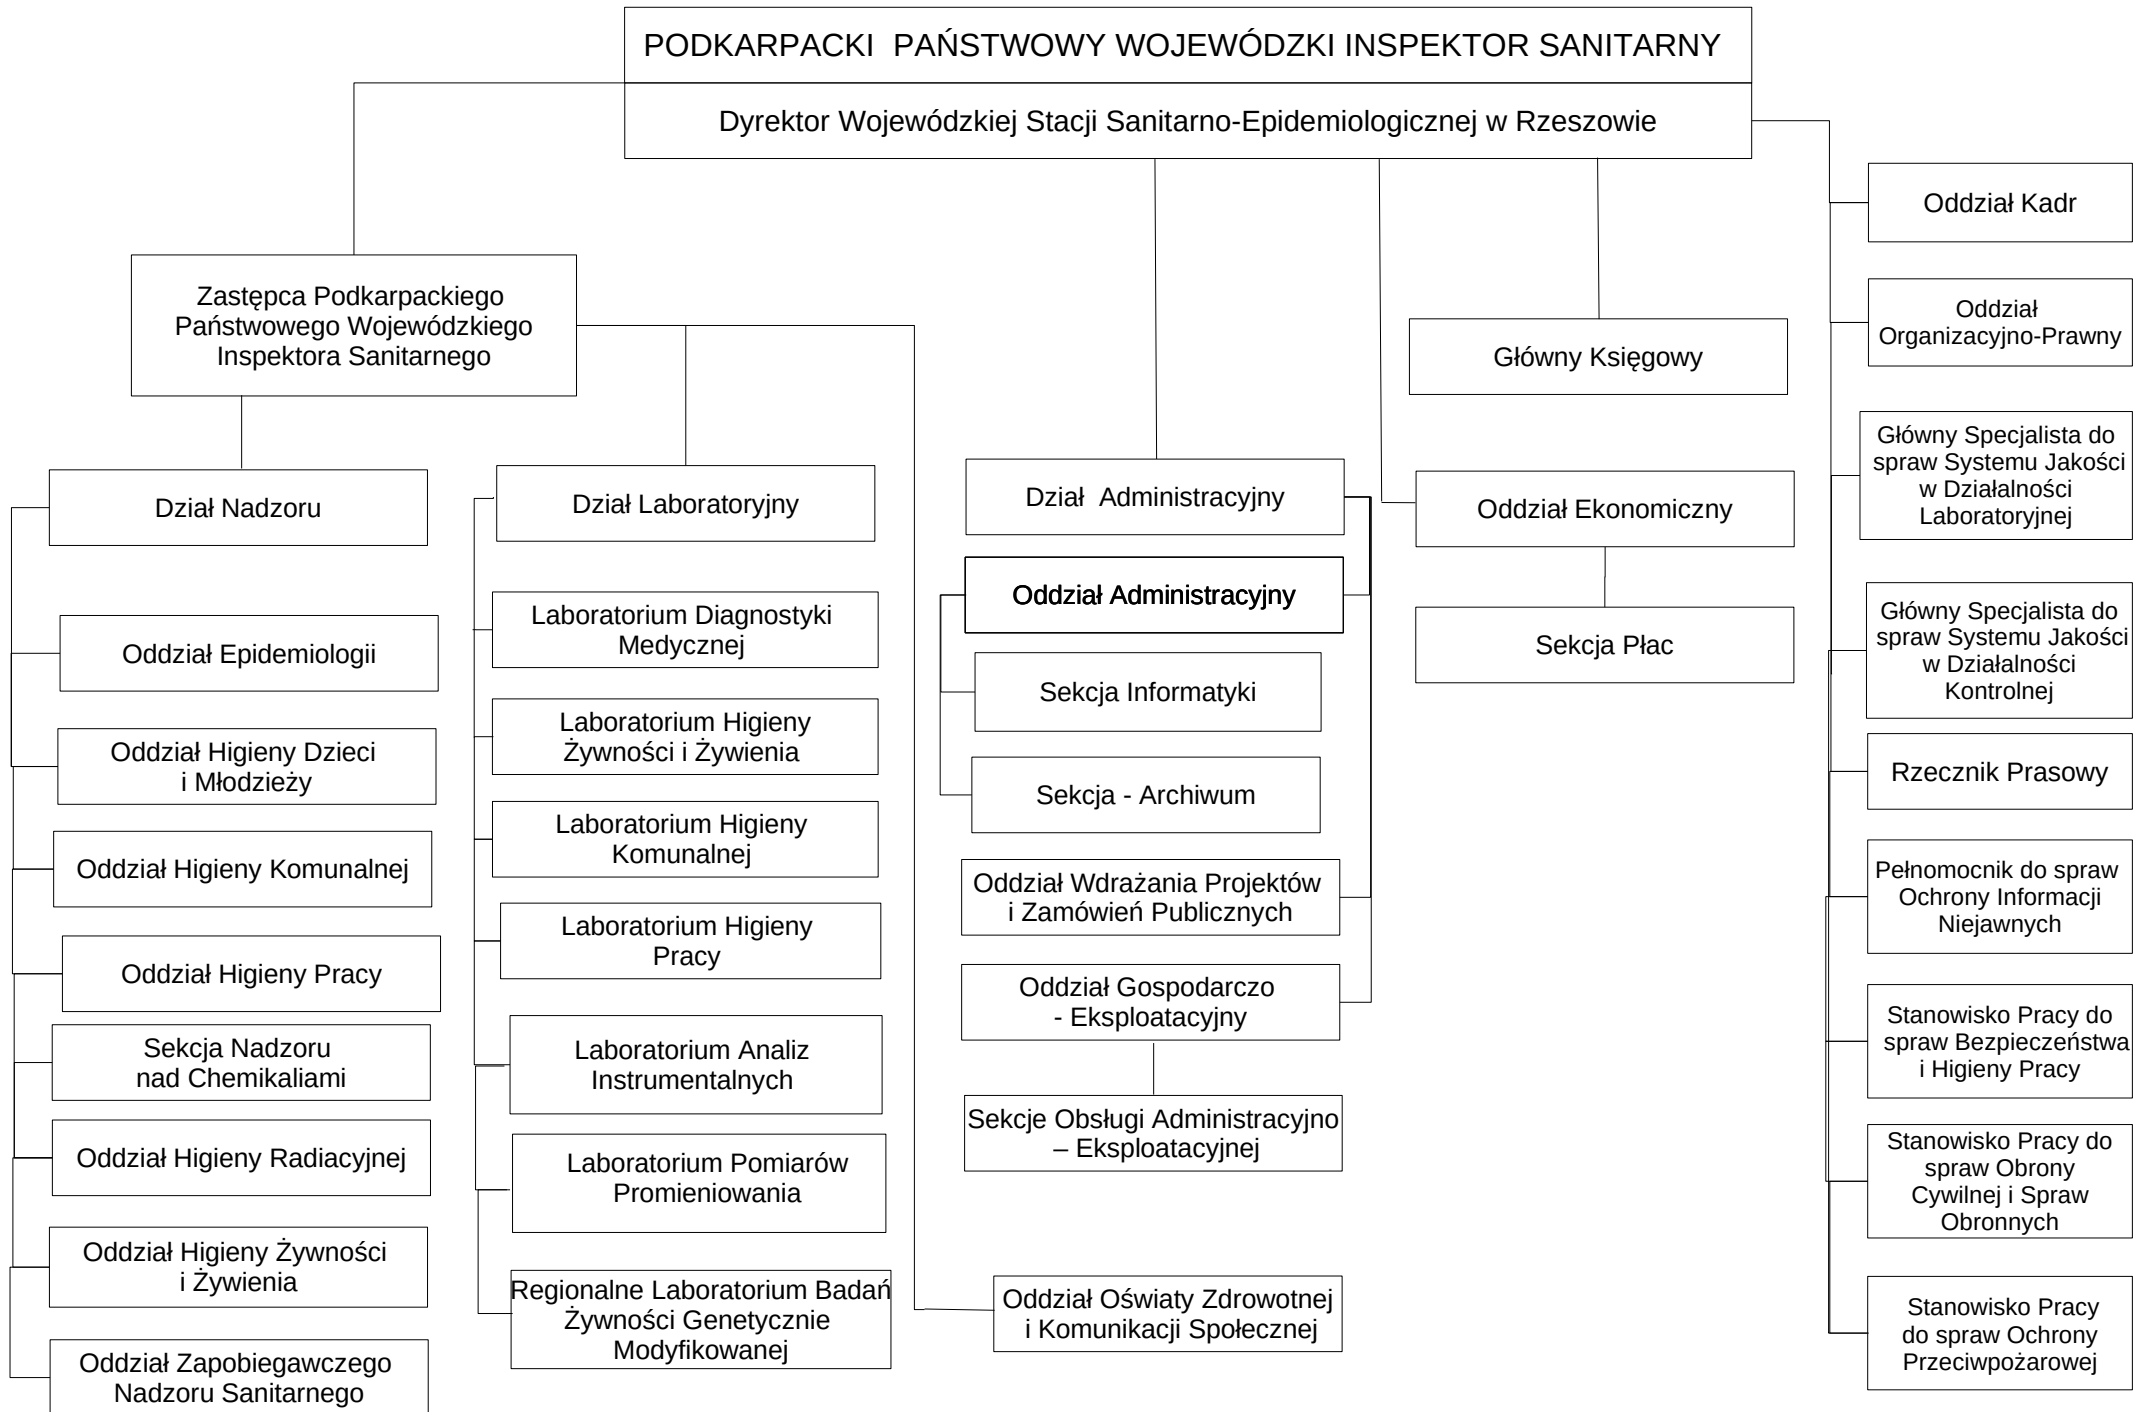 PODKARPACKI PAŃSTWOWY WOJEWÓDZKI INSPEKTOR SANITARNY
Dyrektor Wojewódzkiej Stacji Sanitarno-Epidemiologicznej w Rzeszowie
Zastępca Podkarpackiego
Państwowego Wojewódzkiego
Inspektora Sanitarnego
Dział Nadzoru
Oddział Epidemiologii
Oddział Higieny Dzieci
i Młodzieży
Oddział Higieny Komunalnej
Oddział Higieny Pracy
Sekcja Nadzoru
nad Chemikaliami
Oddział Higieny Radiacyjnej
Oddział Higieny Żywności
i Żywienia
Oddział Zapobiegawczego
Nadzoru Sanitarnego
Dział Laboratoryjny
Laboratorium Diagnostyki
Medycznej
Laboratorium Higieny
Żywności i Żywienia
Laboratorium Higieny
Komunalnej
Laboratorium Higieny
Pracy
Laboratorium Analiz
Instrumentalnych
Laboratorium Pomiarów
Promieniowania
Regionalne Laboratorium Badań
Żywności Genetycznie
Modyfikowanej
Dział Administracyjny
Oddział Administracyjny
Sekcja Informatyki
Sekcja - Archiwum
Oddział Wdrażania Projektów
i Zamówień Publicznych
Oddział Gospodarczo
- Eksploatacyjny
Sekcje Obsługi Administracyjno
– Eksploatacyjnej
Oddział Oświaty Zdrowotnej
i Komunikacji Społecznej
Główny Księgowy
Oddział Ekonomiczny
Sekcja Płac
Oddział Kadr
Oddział
Organizacyjno-Prawny
Główny Specjalista do
spraw Systemu Jakości
w Działalności
Laboratoryjnej
Główny Specjalista do
spraw Systemu Jakości
w Działalności
Kontrolnej
Rzecznik Prasowy
Pełnomocnik do spraw
Ochrony Informacji
Niejawnych
Stanowisko Pracy do
spraw Bezpieczeństwa
i Higieny Pracy
Stanowisko Pracy do
spraw Obrony
Cywilnej i Spraw
Obronnych
Stanowisko Pracy
do spraw Ochrony
Przeciwpożarowej